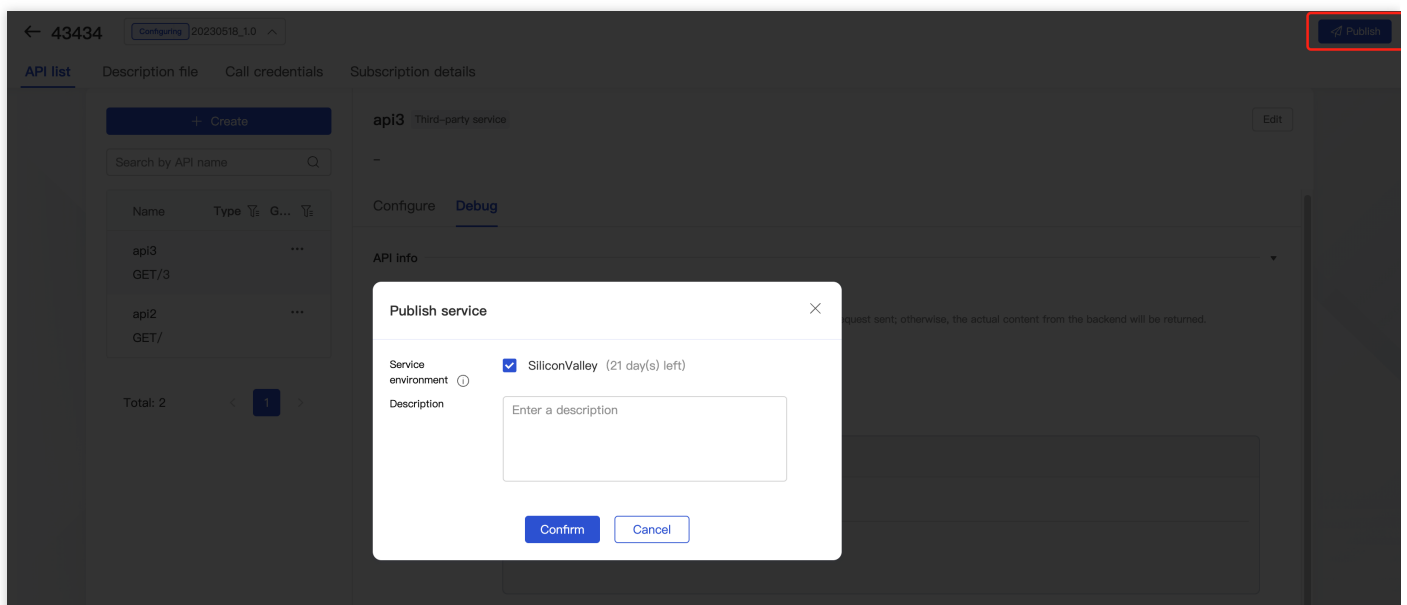 43434 Configuring 20230518_1.0 Publish
API list Description file Call credentials Subscription details
+ Create
Search by API name
Name Type G...
api3 ...
GET/3
api2 ...
GET/
Total: 2 < 1 >
api3 Third-party service Edit
-
Configure Debug
API info
quest sent; otherwise, the actual content from the backend will be returned.
Publish service
Service
environment
SiliconValley (21 day(s) left)
Description
Enter a description
Confirm Cancel